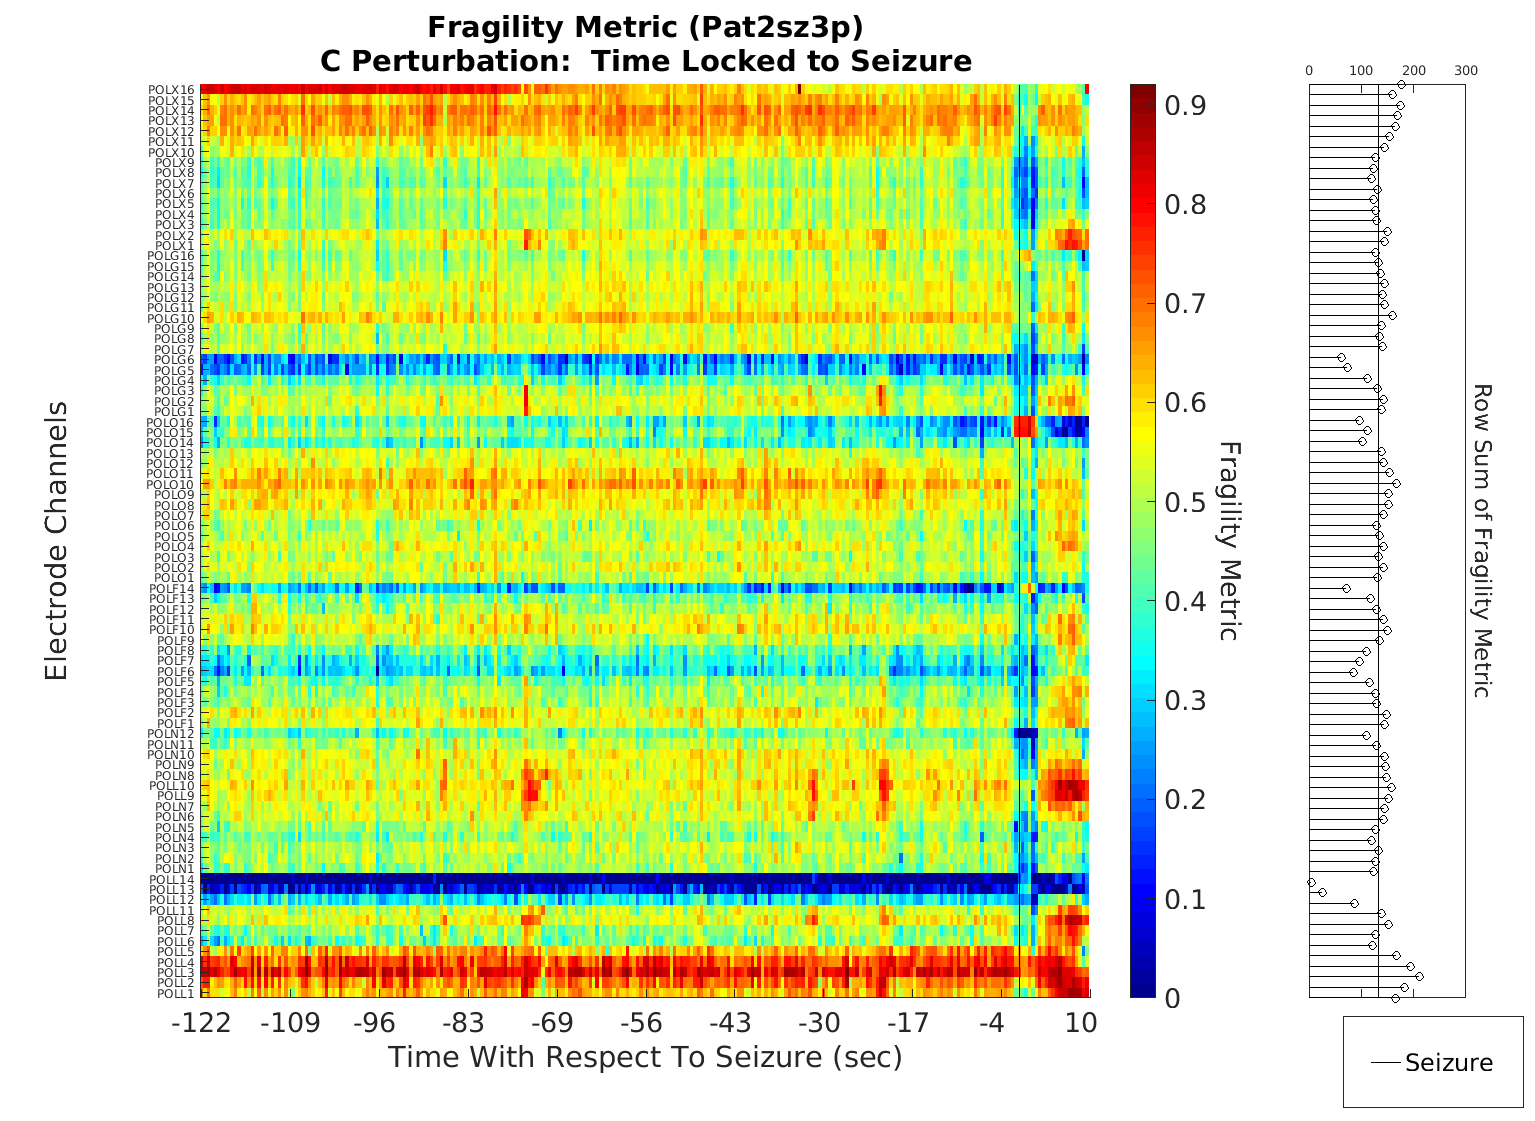 Fragility Metric (Pat2sz3p)
C Perturbation:  Time Locked to Seizure
Electrode Channels
POLX16
POLX15
POLX14
POLX13
POLX12
POLX11
POLX10
POLX9
POLX8
POLX7
POLX6
POLX5
POLX4
POLX3
POLX2
POLX1
POLG16
POLG15
POLG14
POLG13
POLG12
POLG11
POLG10
POLG9
POLG8
POLG7
POLG6
POLG5
POLG4
POLG3
POLG2
POLG1
POLO16
POLO15
POLO14
POLO13
POLO12
POLO11
POLO10
POLO9
POLO8
POLO7
POLO6
POLO5
POLO4
POLO3
POLO2
POLO1
POLF14
POLF13
POLF12
POLF11
POLF10
POLF9
POLF8
POLF7
POLF6
POLF5
POLF4
POLF3
POLF2
POLF1
POLN12
POLN11
POLN10
POLN9
POLN8
POLL10
POLL9
POLN7
POLN6
POLN5
POLN4
POLN3
POLN2
POLN1
POLL14
POLL13
POLL12
POLL11
POLL8
POLL7
POLL6
POLL5
POLL4
POLL3
POLL2
POLL1
-122 -109 -96 -83 -69 -56 -43 -30 -17 -4 10
Time With Respect To Seizure (sec)
0.9
0.8
0.7
0.6
0.5
0.4
0.3
0.2
0.1
0
Fragility Metric
0 100 200 300
Row Sum of Fragility Metric
Seizure